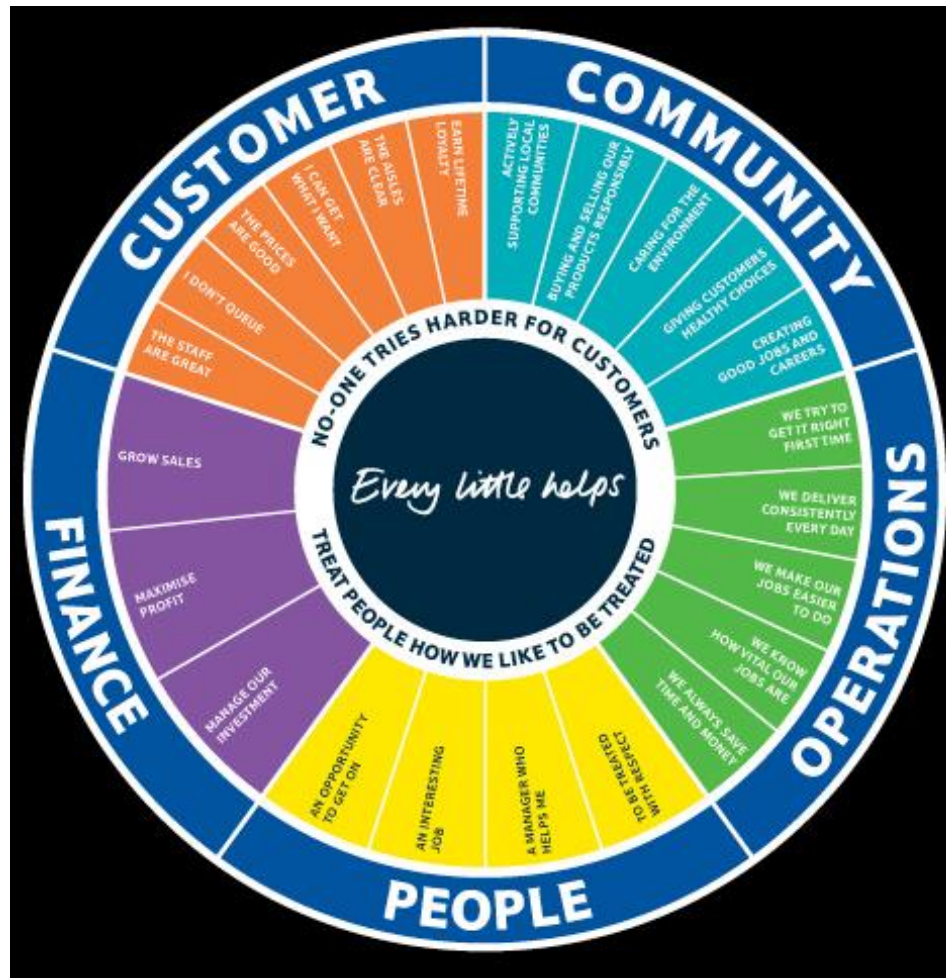 CUSTOMER
EARN LIFETIME
LOYALTY
THE AISLES
ARE CLEAR
I CAN GET
WHAT I WANT
THE PRICES
ARE GOOD
I DON'T QUEUE
THE STAFF
ARE GREAT
COMMUNITY
ACTIVELY
SUPPORTING LOCAL
COMMUNITIES
BUYING AND SELLING OUR
PRODUCTS RESPONSIBLY
CARING FOR THE
ENVIRONMENT
GIVING CUSTOMERS
HEALTHY CHOICES
CREATING
GOOD JOBS AND
CAREERS
OPERATIONS
WE TRY TO
GET IT RIGHT
FIRST TIME
WE DELIVER
CONSISTENTLY
EVERY DAY
WE MAKE OUR
JOBS EASIER
TO DO
WE KNOW
HOW VITAL OUR
JOBS ARE
WE ALWAYS SAVE
TIME AND MONEY
PEOPLE
TO BE TREATED
WITH RESPECT
A MANAGER WHO
HELPS ME
AN INTERESTING
JOB
AN OPPORTUNITY
TO GET ON
FINANCE
MANAGE OUR
INVESTMENT
MAXIMISE
PROFIT
GROW SALES
NO-ONE TRIES HARDER FOR CUSTOMERS
Every little helps
TREAT PEOPLE HOW WE LIKE TO BE TREATED